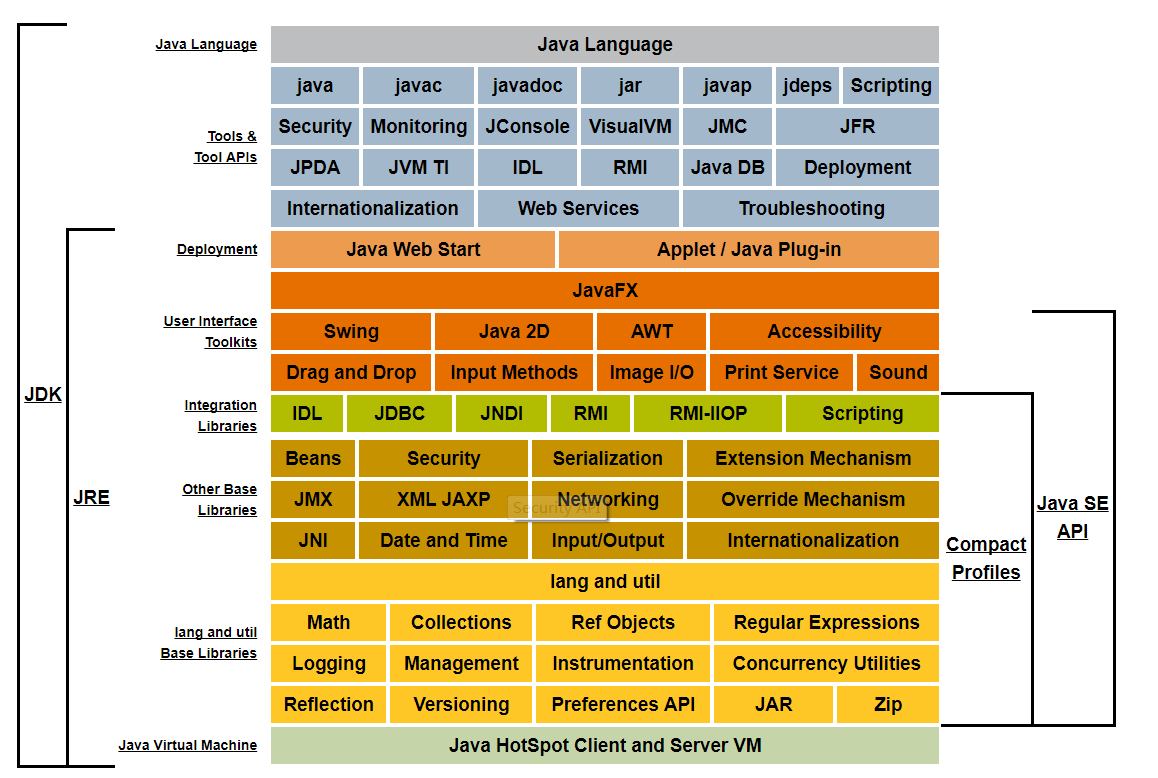 Java Language
Java Language
java javac javadoc jar javap jdeps Scripting
Tools &
Tool APIs
Security Monitoring JConsole VisualVM JMC JFR
JPDA JVM TI IDL RMI Java DB Deployment
Internationalization Web Services Troubleshooting
Deployment
Java Web Start Applet / Java Plug-in
JavaFX
User Interface
Toolkits
Swing Java 2D AWT Accessibility
Drag and Drop Input Methods Image I/O Print Service Sound
JDK
Integration
Libraries
IDL JDBC JNDI RMI RMI-IIOP Scripting
Beans Security Serialization Extension Mechanism
JRE
Other Base
Libraries
JMX XML JAXP Networking Override Mechanism
Security API
Java SE
API
JNI Date and Time Input/Output Internationalization
Compact
Profiles
lang and util
lang and util
Base Libraries
Math Collections Ref Objects Regular Expressions
Logging Management Instrumentation Concurrency Utilities
Reflection Versioning Preferences API JAR Zip
Java Virtual Machine
Java HotSpot Client and Server VM